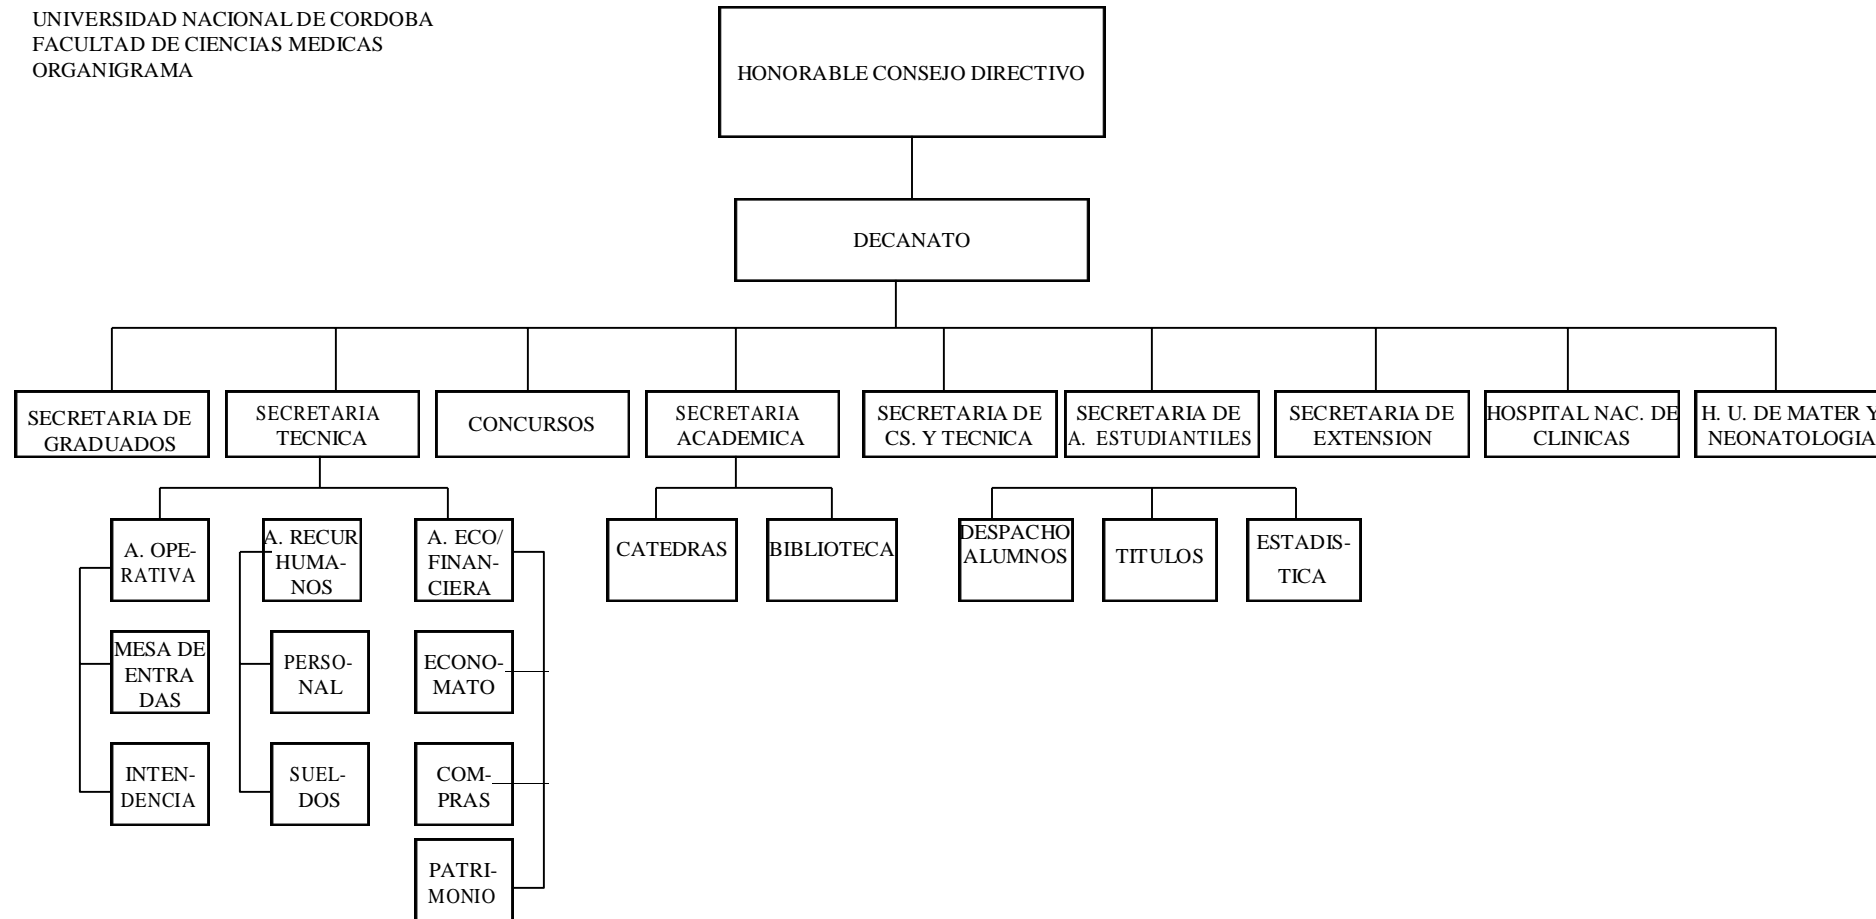 UNIVERSIDAD NACIONAL DE CORDOBA
FACULTAD DE CIENCIAS MEDICAS
ORGANIGRAMA
HONORABLE CONSEJO DIRECTIVO
DECANATO
SECRETARIA DE
GRADUADOS
SECRETARIA
TECNICA
CONCURSOS
SECRETARIA
ACADEMICA
SECRETARIA DE
CS. Y TECNICA
SECRETARIA DE
A. ESTUDIANTILES
SECRETARIA DE
EXTENSION
HOSPITAL NAC. DE
CLINICAS
H. U. DE MATER Y
NEONATOLOGIA
A. OPE-
RATIVA
A. RECUR
HUMA-
NOS
A. ECO/
FINAN-
CIERA
CATEDRAS
BIBLIOTECA
DESPACHO
ALUMNOS
TITULOS
ESTADIS-
TICA
MESA DE
ENTRA
DAS
PERSO-
NAL
ECONO-
MATO
INTEN-
DENCIA
SUEL-
DOS
COM-
PRAS
PATRI-
MONIO